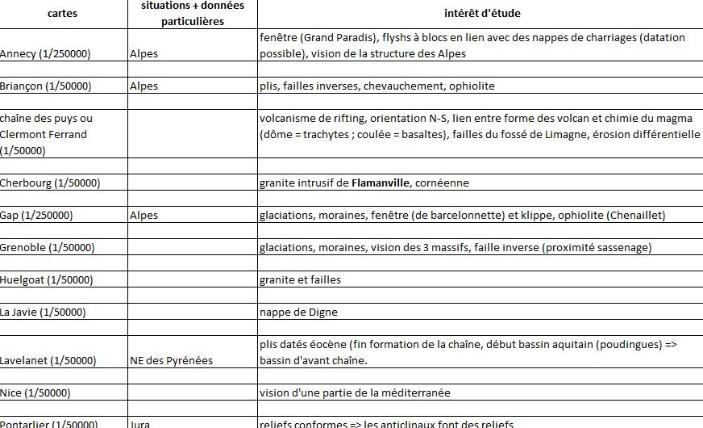 cartes
situations + données
particulières
intérêt d'étude
Annecy (1/250000)
Alpes
fenêtre (Grand Paradis), flyshs à blocs en lien avec des nappes de charriages (datation
possible), vision de la structure des Alpes
Briançon (1/50000)
Alpes
plis, failles inverses, chevauchement, ophiolite
chaîne des puys ou
Clermont Ferrand
(1/50000)
volcanisme de rifting, orientation N-S, lien entre forme des volcan et chimie du magma
(dôme = trachytes ; coulée = basaltes), failles du fossé de Limagne, érosion différentielle
Cherbourg (1/50000)
granite intrusif de Flamanville, cornéenne
Gap (1/250000)
Alpes
glaciations, moraines, fenêtre (de barcelonnette) et klippe, ophiolite (Chenaillet)
Grenoble (1/50000)
glaciations, moraines, vision des 3 massifs, faille inverse (proximité sassenage)
Huelgoat (1/50000)
granite et failles
La Javie (1/50000)
nappe de Digne
Lavelanet (1/50000)
NE des Pyrénées
plis datés éocène (fin formation de la chaîne, début bassin aquitain (poudingues) =>
bassin d'avant chaîne.
Nice (1/50000)
vision d'une partie de la méditerranée
Pontarlier (1/50000)
Jura
reliefs conformes => les anticlinaux font des reliefs